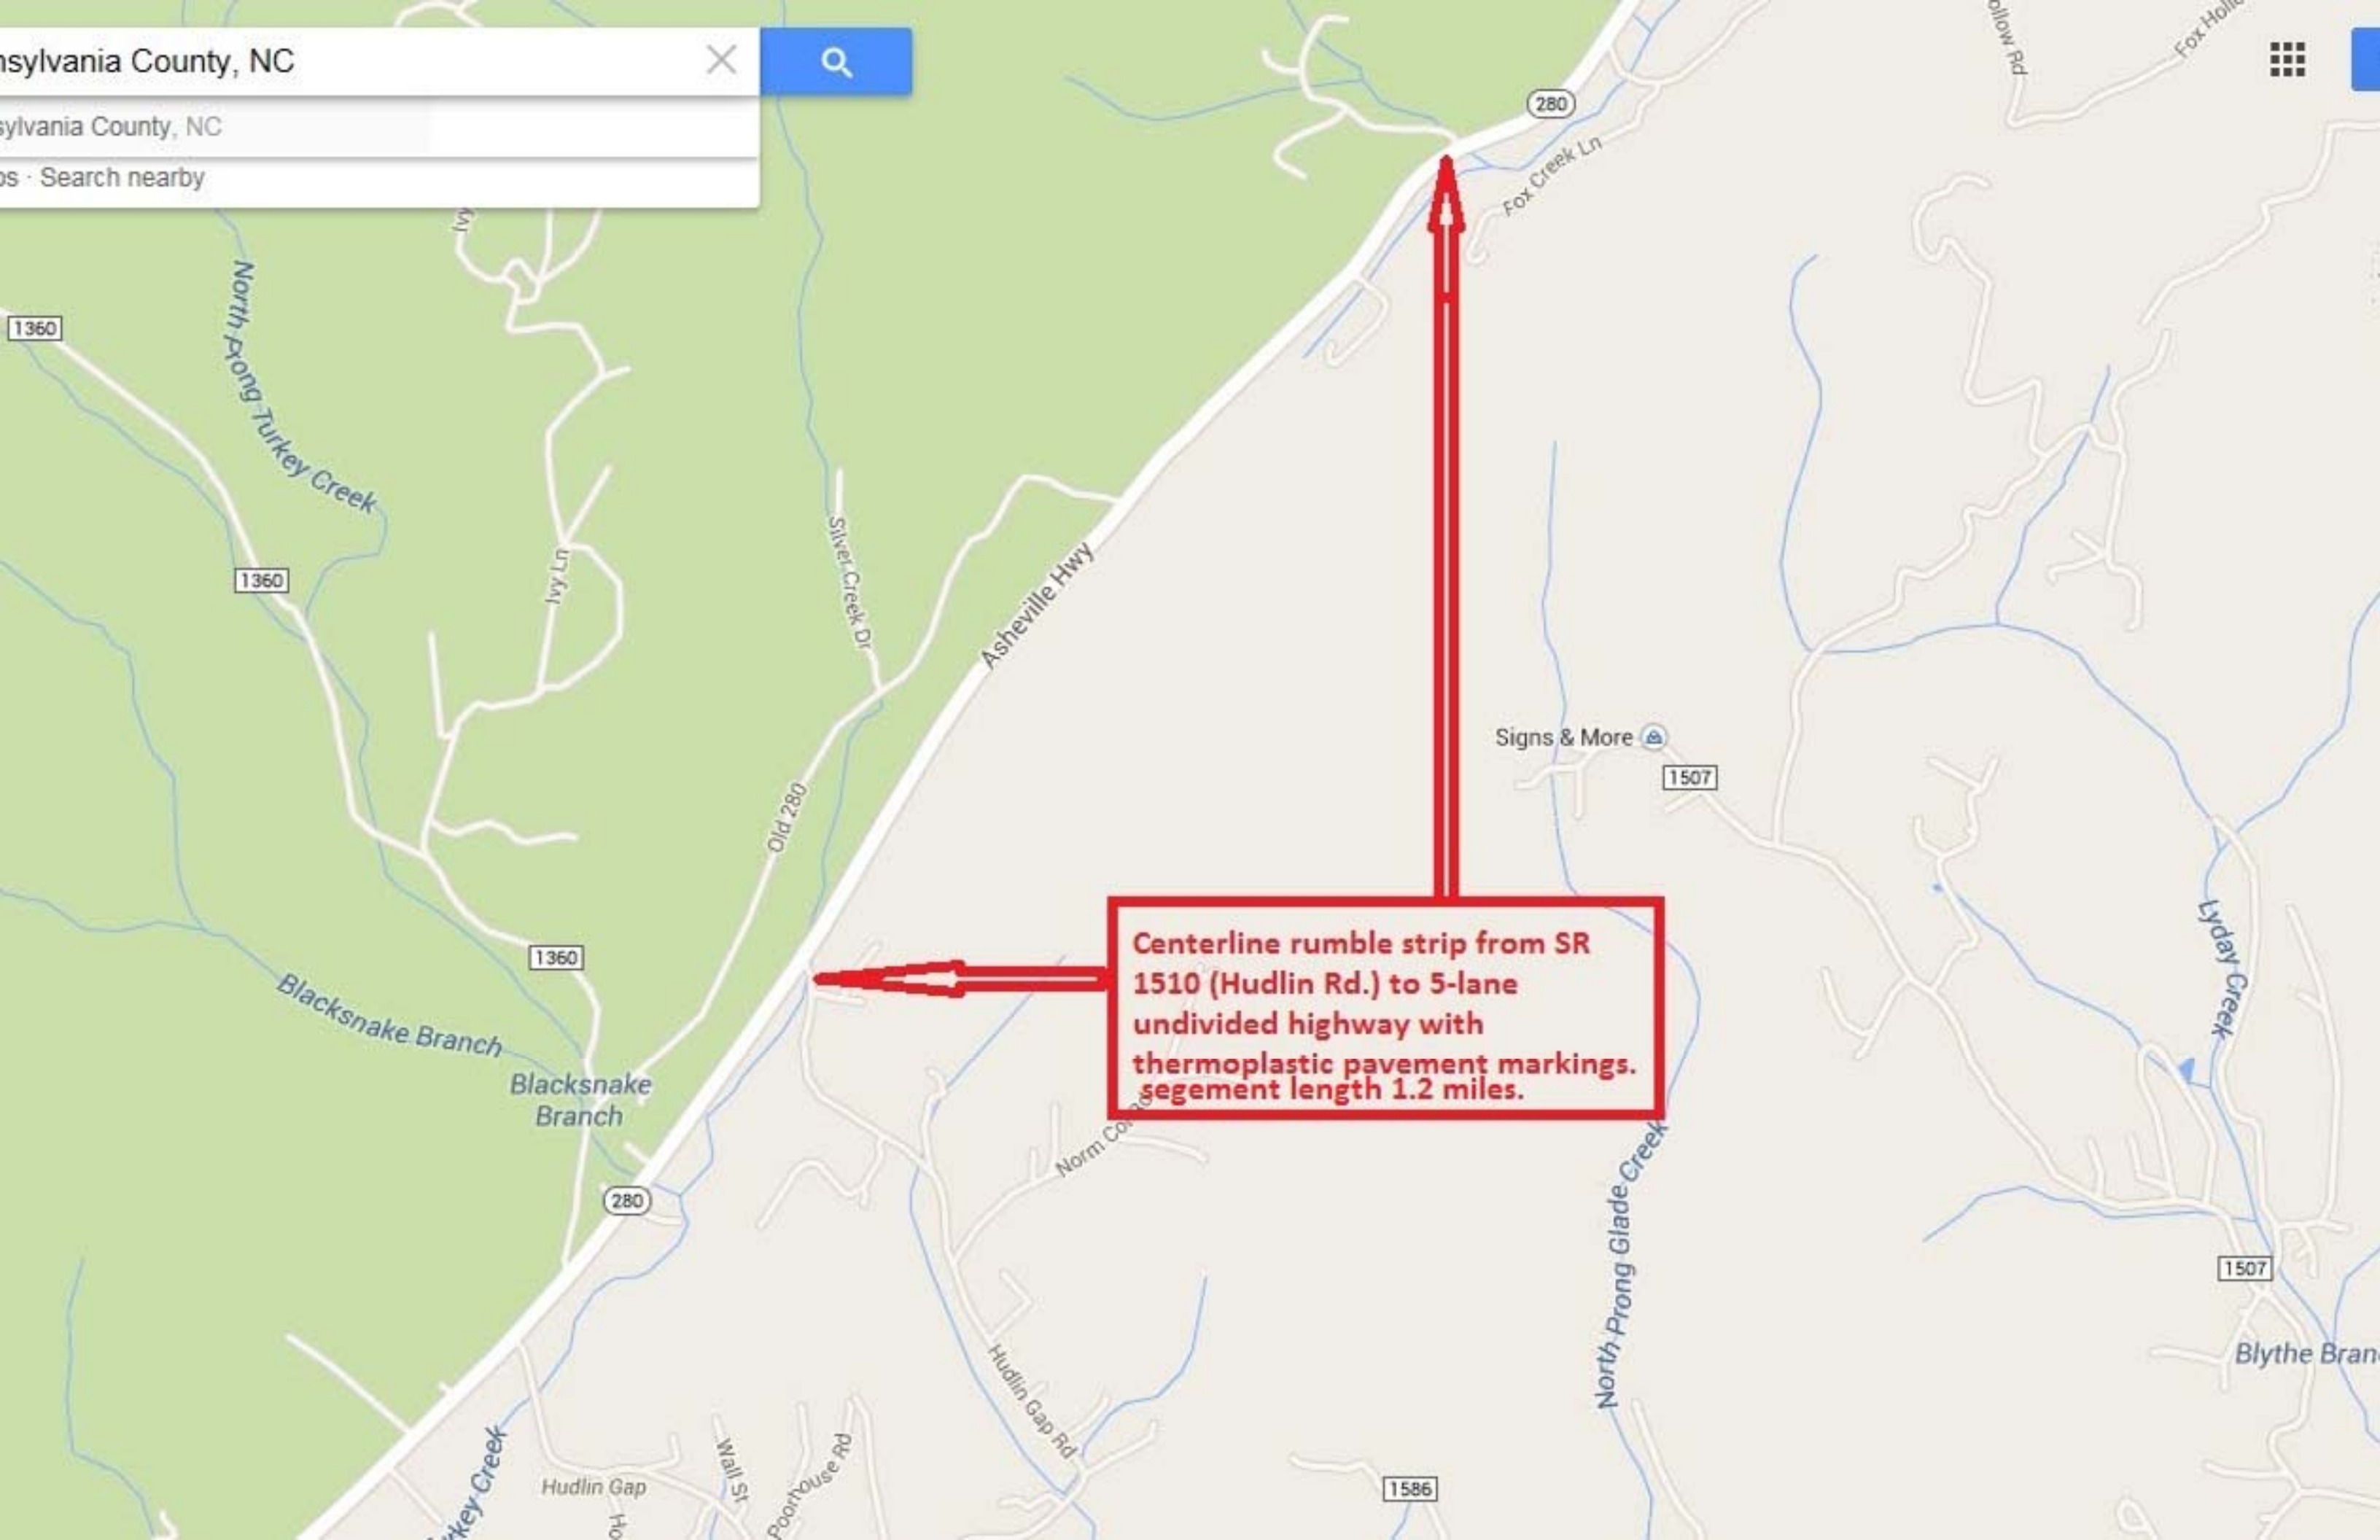 nsylvania County, NC
sylvania County, NC
Search nearby
280
Fox Creek Ln
1360
North Prong Turkey Creek
Ivy
1360
Ivy Ln
Silver Creek Dr
Asheville Hwy
Old 280
Signs & More
1507
1360
Blacksnake Branch
Blacksnake
Branch
Centerline rumble strip from SR
1510 (Hudlin Rd.) to 5-lane
undivided highway with
thermoplastic pavement markings.
segement length 1.2 miles.
Lyday Creek
Norm
280
North Prong Glade Creek
1507
Hudlin Gap Rd
Blythe Bran
Hudlin Gap
Wall St
Poorhouse Rd
1586
rkey Creek